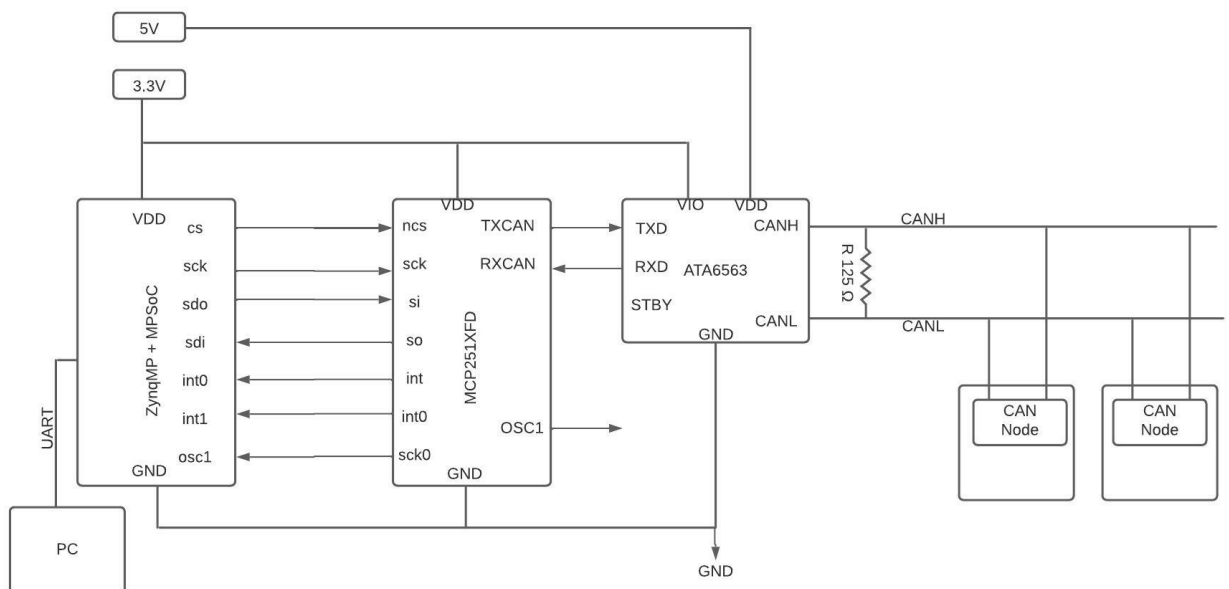 5V
3.3V
VDD
cs
sck
sdo
sdi
int0
int1
osc1
GND
ZynqMP + MPSoC
UART
PC
VDD
ncs
sck
si
so
int
int0
sck0
TXCAN
RXCAN
OSC1
GND
MCP251XFD
VIO
VDD
TXD
RXD
STBY
ATA6563
CANH
CANL
GND
GND
CANH
R 125 Ω
CANL
CAN
Node
CAN
Node